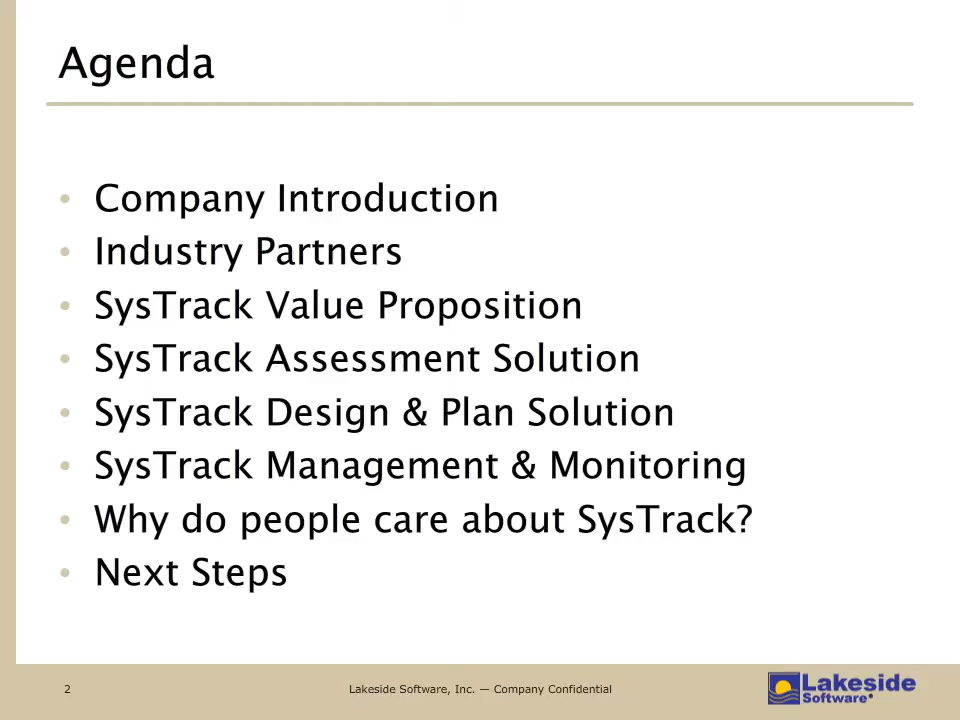 Agenda
• Company Introduction
• Industry Partners
• SysTrack Value Proposition
• SysTrack Assessment Solution
• SysTrack Design & Plan Solution
• SysTrack Management & Monitoring
• Why do people care about SysTrack?
• Next Steps
2
Lakeside Software, Inc. — Company Confidential
Lakeside
Software